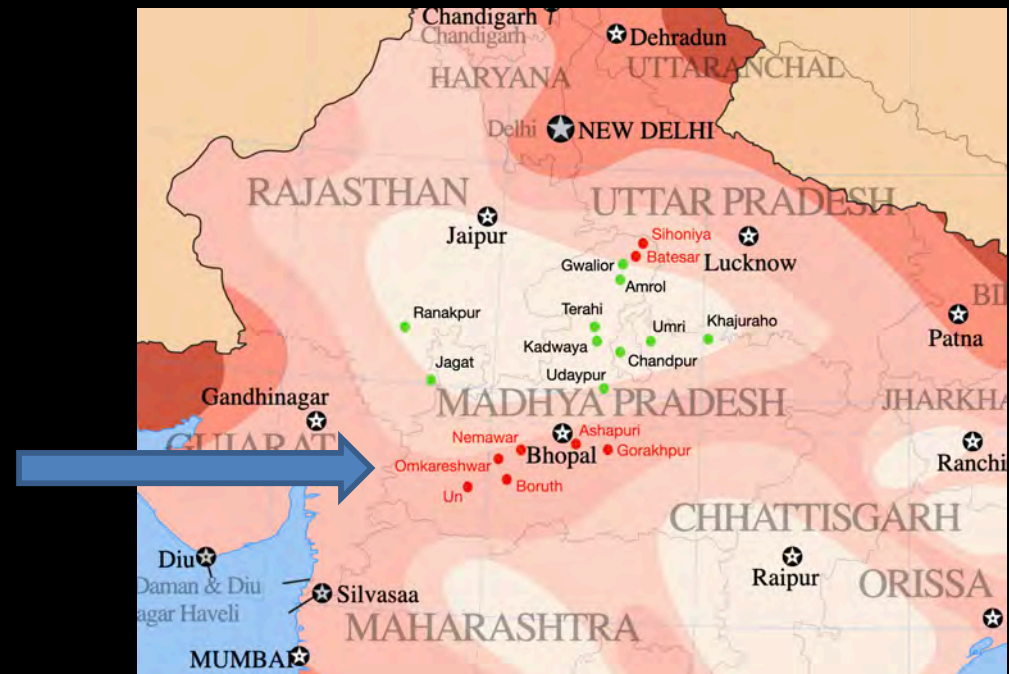 Chandigarh
Chandigarh
Dehradun
HARYANA
UTTARANCHAL
Delhi
NEW DELHI
RAJASTHAN
UTTAR PRADESH
Jaipur
Sihoniya
Batesar
Lucknow
Gwalior
Amrol
BI
Ranakpur
Terahi
Umri
Khajuraho
Patna
Kadwaya
Chandpur
Jagat
Udaypur
Gandhinagar
MADHYA PRADESH
JHARKHA
GUJARAT
Nemawar
Ashapuri
Bhopal
Gorakhpur
Omkareshwar
Ranchi
Boruth
Un
CHHATTISGARH
Diu
Daman & Diu
agar Haveli
Silvasaa
Raipur
ORISSA
MAHARASHTRA
MUMBAI